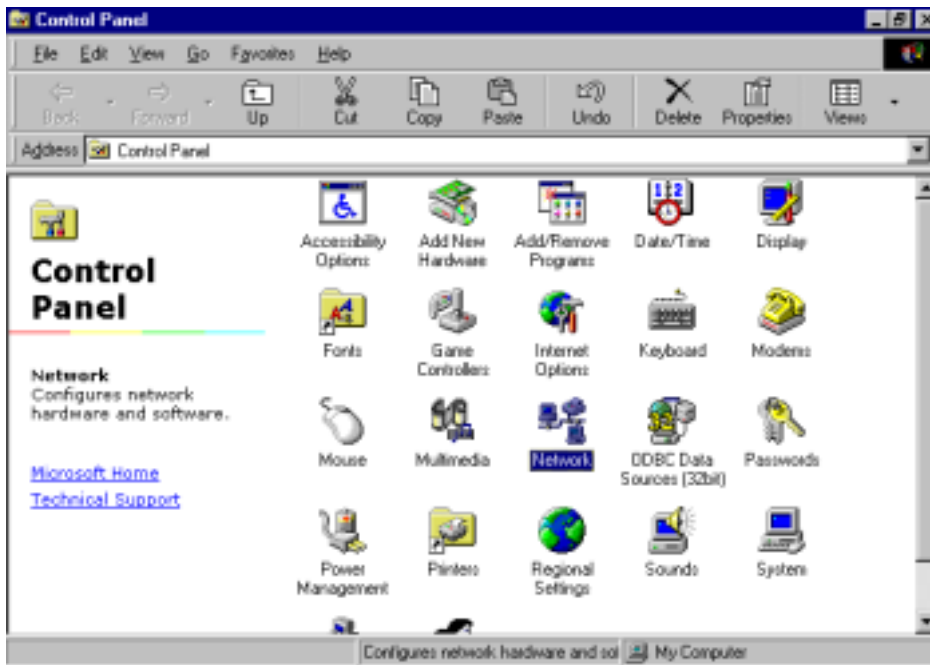 Control Panel
File Edit View Go Favorites Help
Back Forward Up Cut Copy Paste Undo Delete Properties Views
Address Control Panel
Control
Panel
Network
Configures network
hardware and software.
Microsoft Home
Technical Support
Accessibility
Options
Add New
Hardware
Add/Remove
Programs
Date/Time
Display
Fonts
Game
Controllers
Internet
Options
Keyboard
Modems
Mouse
Multimedia
Network
ODBC Data
Sources (32bit)
Passwords
Power
Management
Printers
Regional
Settings
Sounds
System
Configures network hardware and sol
My Computer